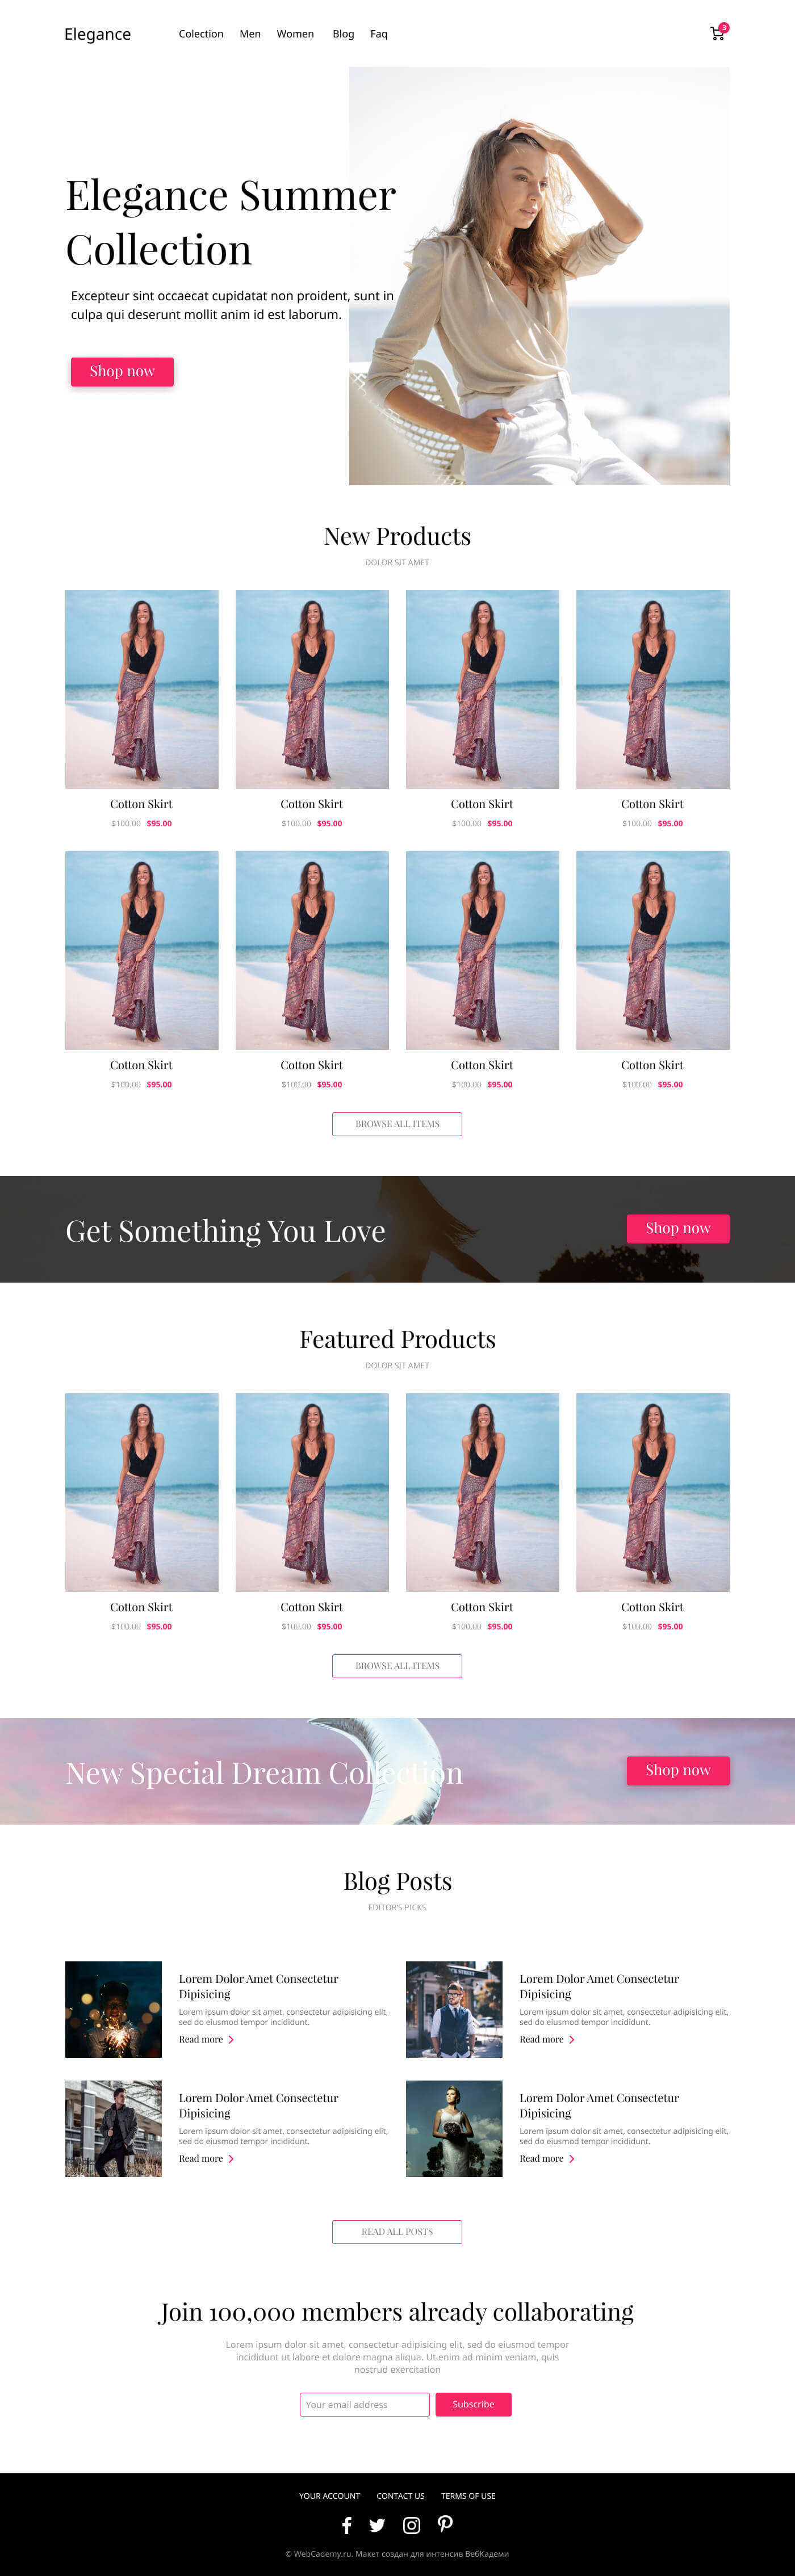 Elegance
Colection Men Women Blog Faq
3
Elegance Summer
Collection
Excepteur sint occaecat cupidatat non proident, sunt in
culpa qui deserunt mollit anim id est laborum.
Shop now
New Products
DOLOR SIT AMET
Cotton Skirt
$100.00 $95.00
Cotton Skirt
$100.00 $95.00
Cotton Skirt
$100.00 $95.00
Cotton Skirt
$100.00 $95.00
Cotton Skirt
$100.00 $95.00
Cotton Skirt
$100.00 $95.00
Cotton Skirt
$100.00 $95.00
Cotton Skirt
$100.00 $95.00
BROWSE ALL ITEMS
Get Something You Love
Shop now
Featured Products
DOLOR SIT AMET
Cotton Skirt
$100.00 $95.00
Cotton Skirt
$100.00 $95.00
Cotton Skirt
$100.00 $95.00
Cotton Skirt
$100.00 $95.00
BROWSE ALL ITEMS
New Special Dream Collection
Shop now
Blog Posts
EDITOR'S PICKS
Lorem Dolor Amet Consectetur
Dipisicing
Lorem ipsum dolor sit amet, consectetur adipisicing elit,
sed do eiusmod tempor incididunt.
Read more
Lorem Dolor Amet Consectetur
Dipisicing
Lorem ipsum dolor sit amet, consectetur adipisicing elit,
sed do eiusmod tempor incididunt.
Read more
Lorem Dolor Amet Consectetur
Dipisicing
Lorem ipsum dolor sit amet, consectetur adipisicing elit,
sed do eiusmod tempor incididunt.
Read more
Lorem Dolor Amet Consectetur
Dipisicing
Lorem ipsum dolor sit amet, consectetur adipisicing elit,
sed do eiusmod tempor incididunt.
Read more
READ ALL POSTS
Join 100,000 members already collaborating
Lorem ipsum dolor sit amet, consectetur adipisicing elit, sed do eiusmod tempor
incididunt ut labore et dolore magna aliqua. Ut enim ad minim veniam, quis
nostrud exercitation
Your email address
Subscribe
YOUR ACCOUNT CONTACT US TERMS OF USE
© WebCademy.ru. Макет создан для интенсив ВебКадеми